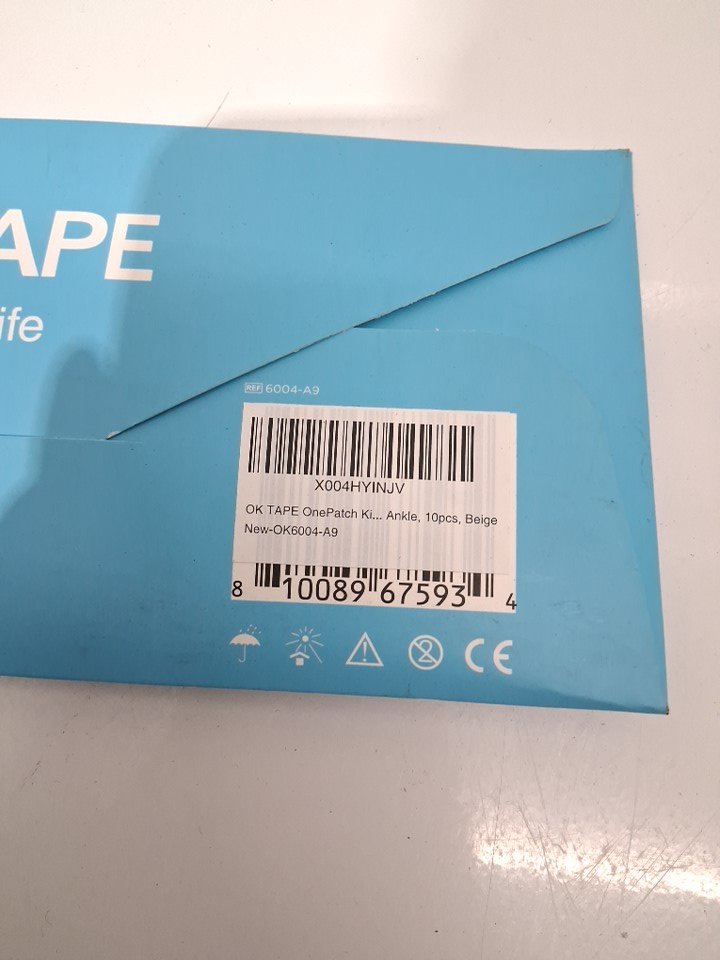 APE
ife
REF 6004-A9
X004HYINJV
OK TAPE OnePatch Ki... Ankle, 10pcs, Beige
New-OK6004-A9
8 10089 67593 4
CE